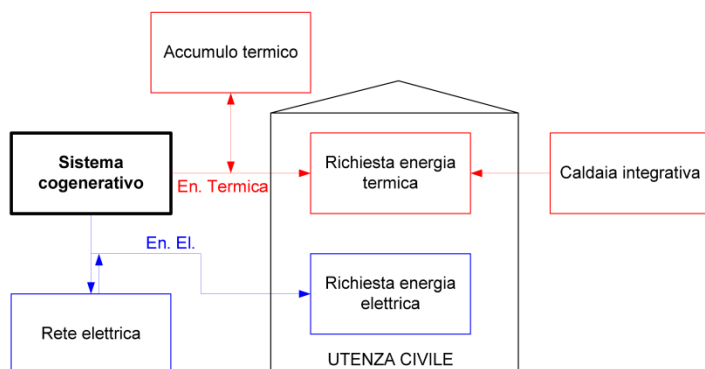 Accumulo termico
Sistema
cogenerativo
En. Termica
Richiesta energia
termica
Caldaia integrativa
En. El.
Richiesta energia
elettrica
Rete elettrica
UTENZA CIVILE